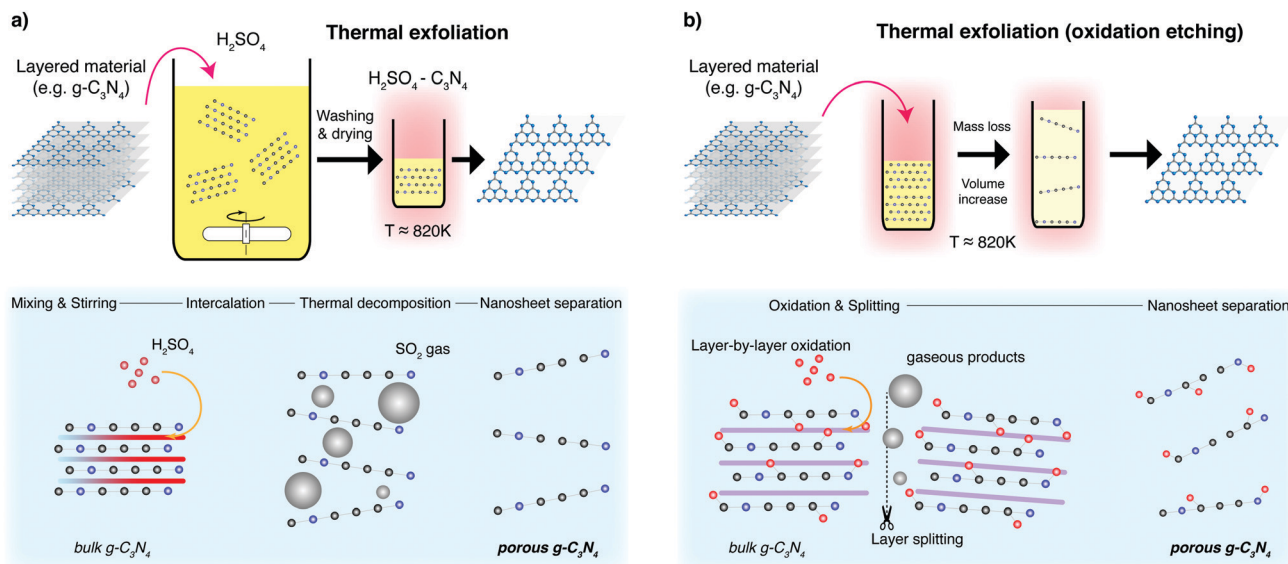 a)
H₂SO₄
Thermal exfoliation
Layered material
(e.g. g-C₃N₄)
H₂SO₄ - C₃N₄
Washing
& drying
T ≈ 820K
Mixing & Stirring
Intercalation
Thermal decomposition
Nanosheet separation
H₂SO₄
SO₂ gas
bulk g-C₃N₄
porous g-C₃N₄
b)
Thermal exfoliation (oxidation etching)
Layered material
(e.g. g-C₃N₄)
Mass loss
Volume
increase
T ≈ 820K
Oxidation & Splitting
Nanosheet separation
Layer-by-layer oxidation
gaseous products
Layer splitting
bulk g-C₃N₄
porous g-C₃N₄